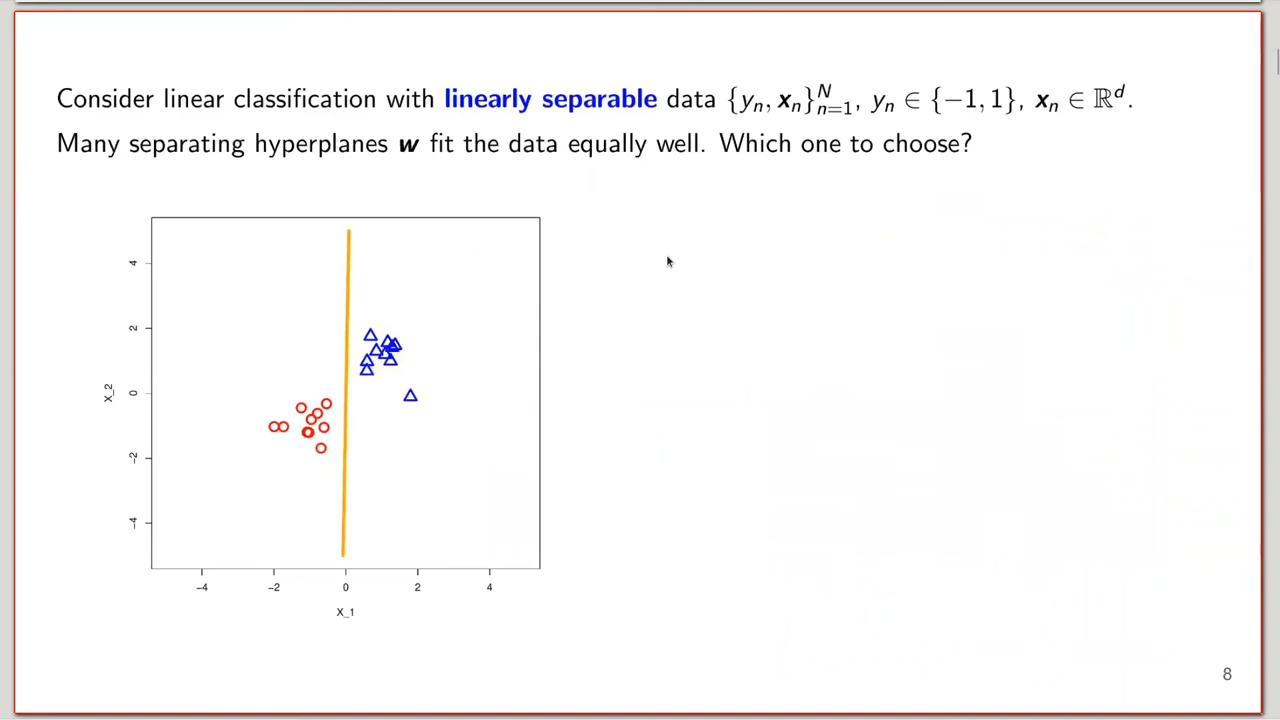 Consider linear classification with linearly separable data {yₙ, xₙ}ᴺₙ₌₁, yₙ ∈ {−1, 1}, xₙ ∈ ℝᵈ.
Many separating hyperplanes w fit the data equally well. Which one to choose?
X_2
4
2
0
−2
−4
−4 −2 0 2 4
X_1
8